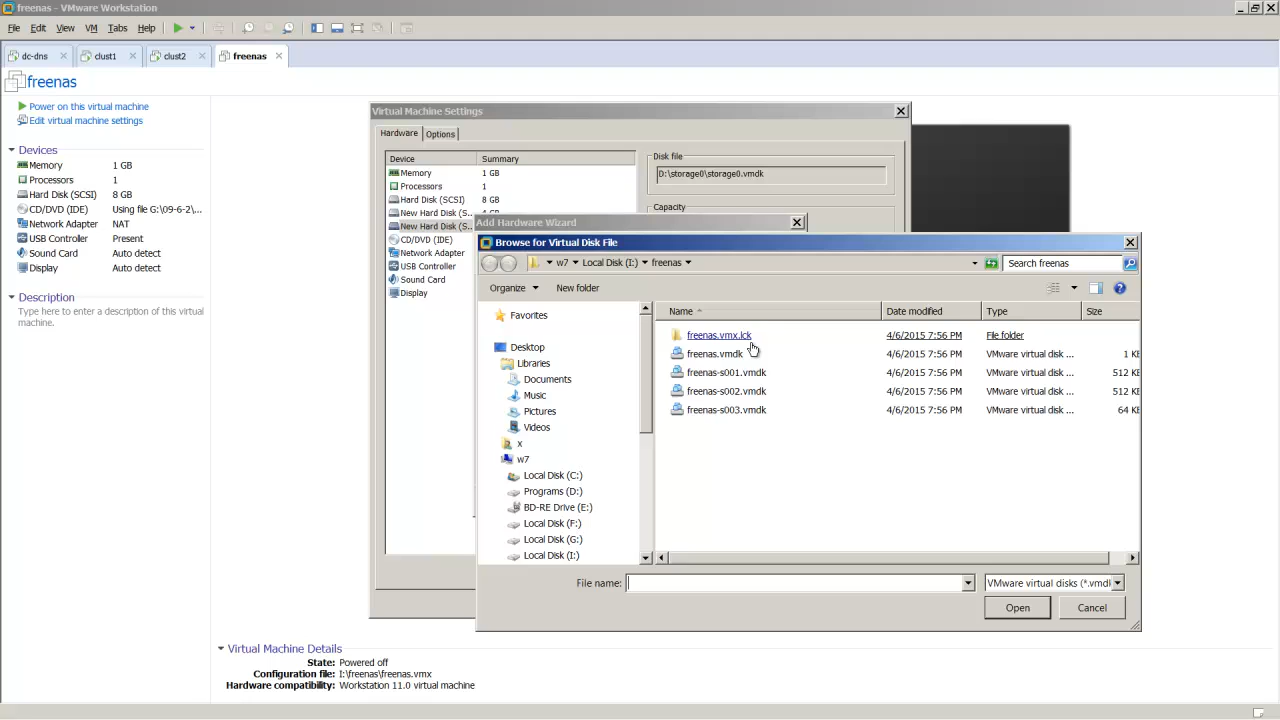 freenas - VMware Workstation
File Edit View VM Tabs Help
dc-dns clust1 clust2 freenas
freenas
Power on this virtual machine
Edit virtual machine settings
Devices
Memory 1 GB
Processors 1
Hard Disk (SCSI) 8 GB
CD/DVD (IDE) Using file G:\09-6-2\...
Network Adapter NAT
USB Controller Present
Sound Card Auto detect
Display Auto detect
Description
Type here to enter a description of this virtual
machine.
Virtual Machine Settings
Hardware Options
Device Summary
Memory 1 GB
Processors 1
Hard Disk (SCSI) 8 GB
New Hard Disk (S...
New Hard Disk (S...
CD/DVD (IDE)
Network Adapter
USB Controller
Sound Card
Display
Disk file
D:\storage0\storage0.vmdk
Capacity
Add Hardware Wizard
Browse for Virtual Disk File
w7 Local Disk (I:) freenas
Search freenas
Organize New folder
Favorites
Desktop
Libraries
Documents
Music
Pictures
Videos
x
w7
Local Disk (C:)
Programs (D:)
BD-RE Drive (E:)
Local Disk (F:)
Local Disk (G:)
Local Disk (I:)
Name Date modified Type Size
freenas.vmx.lck 4/6/2015 7:56 PM File folder
freenas.vmdk 4/6/2015 7:56 PM VMware virtual disk ... 1 K
freenas-s001.vmdk 4/6/2015 7:56 PM VMware virtual disk ... 512 K
freenas-s002.vmdk 4/6/2015 7:56 PM VMware virtual disk ... 512 K
freenas-s003.vmdk 4/6/2015 7:56 PM VMware virtual disk ... 64 K
File name: VMware virtual disks (*.vmd
Open Cancel
Virtual Machine Details
State: Powered off
Configuration file: I:\freenas\freenas.vmx
Hardware compatibility: Workstation 11.0 virtual machine